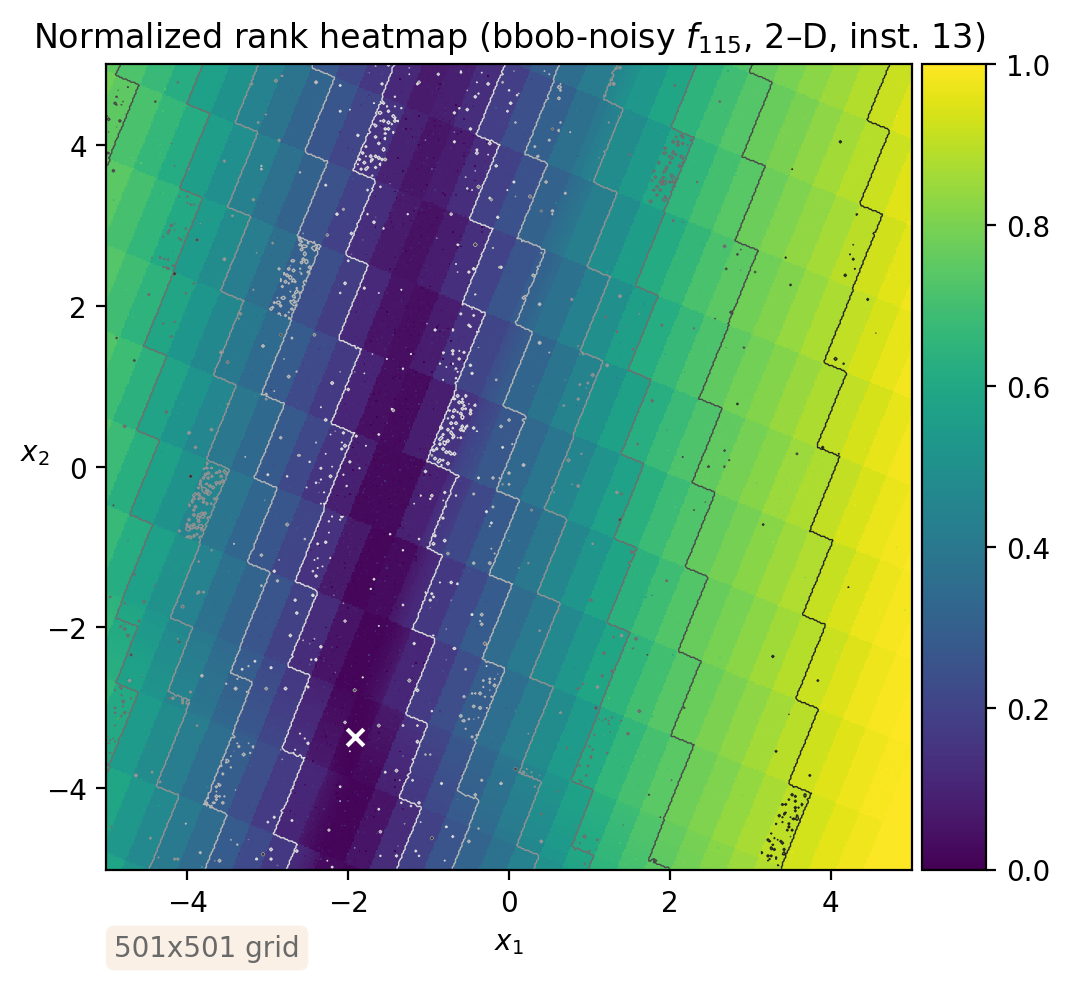 Normalized rank heatmap (bbob-noisy f₁₁₅, 2–D, inst. 13)
1.0
0.8
0.6
0.4
0.2
0.0
4
2
0
−2
−4
x₂
−4 −2 0 2 4
x₁
501x501 grid